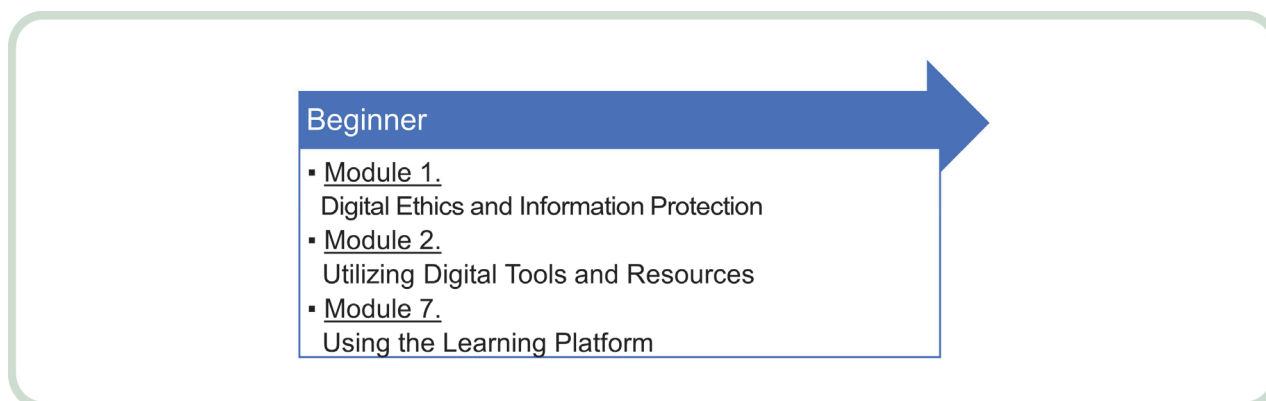 Beginner
▪ Module 1.
Digital Ethics and Information Protection
▪ Module 2.
Utilizing Digital Tools and Resources
▪ Module 7.
Using the Learning Platform